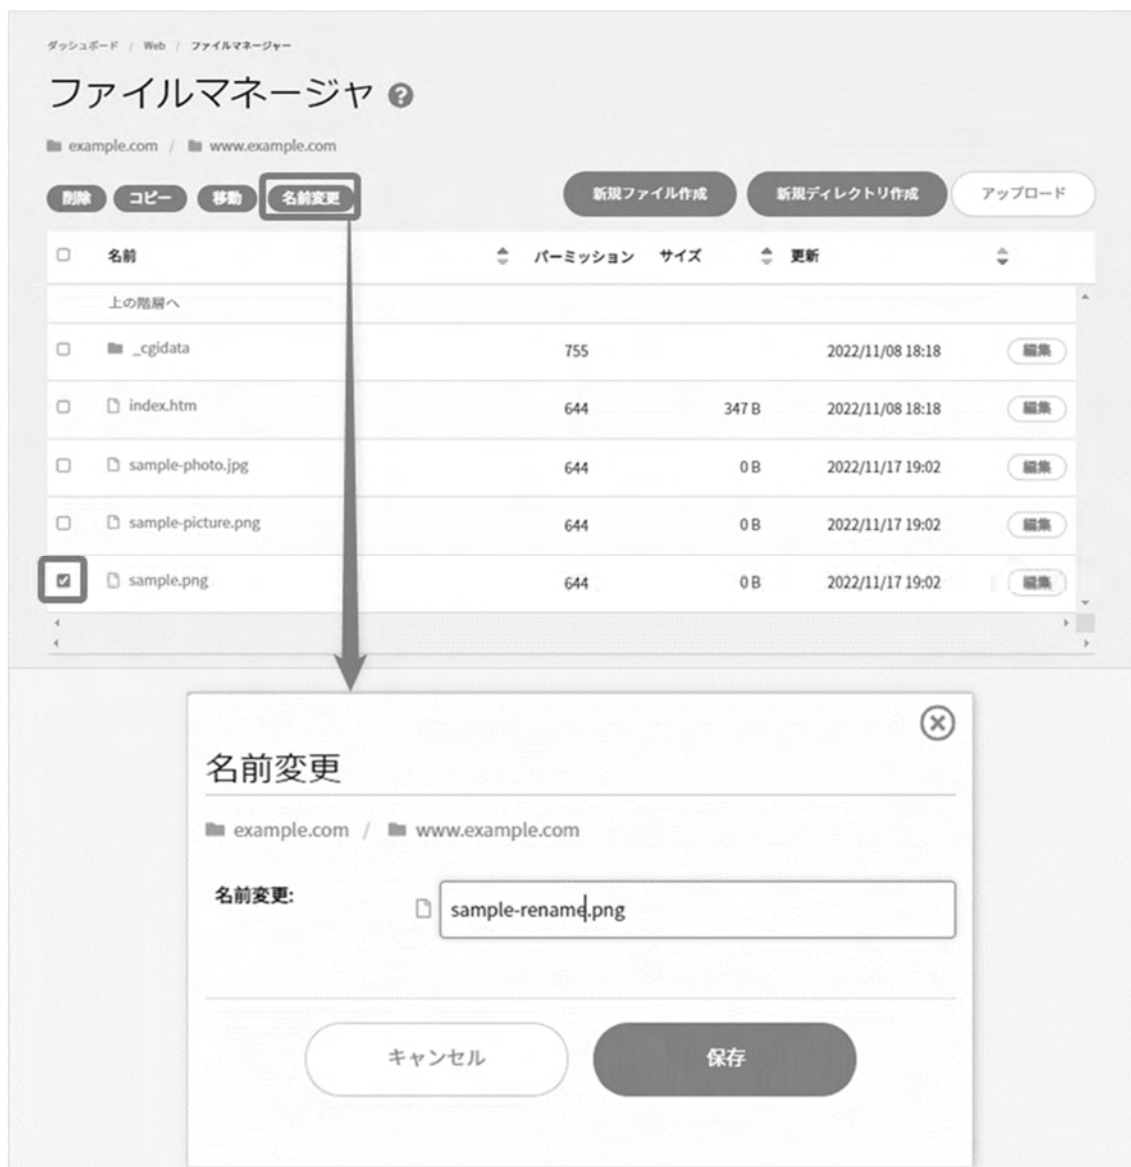 ダッシュボード / Web / ファイルマネージャー
ファイルマネージャ ?
example.com / www.example.com
削除 コピー 移動 名前変更 新規ファイル作成 新規ディレクトリ作成 アップロード
名前 パーミッション サイズ 更新
上の階層へ
_cgidata 755 2022/11/08 18:18 編集
index.htm 644 347 B 2022/11/08 18:18 編集
sample-photo.jpg 644 0 B 2022/11/17 19:02 編集
sample-picture.png 644 0 B 2022/11/17 19:02 編集
sample.png 644 0 B 2022/11/17 19:02 編集
名前変更
example.com / www.example.com
名前変更: sample-rename.png
キャンセル 保存